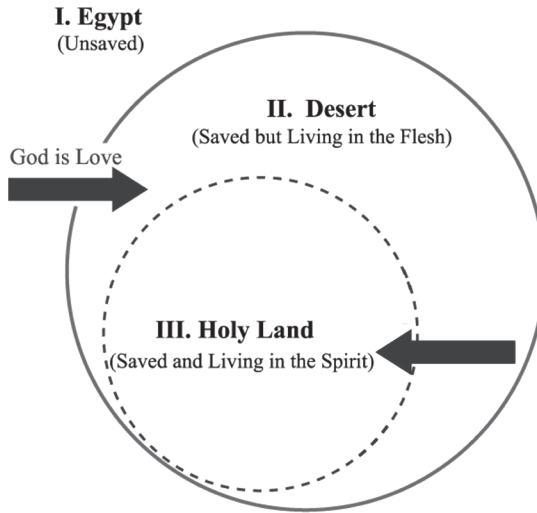 I. Egypt
(Unsaved)
II. Desert
(Saved but Living in the Flesh)
God is Love
III. Holy Land
(Saved and Living in the Spirit)